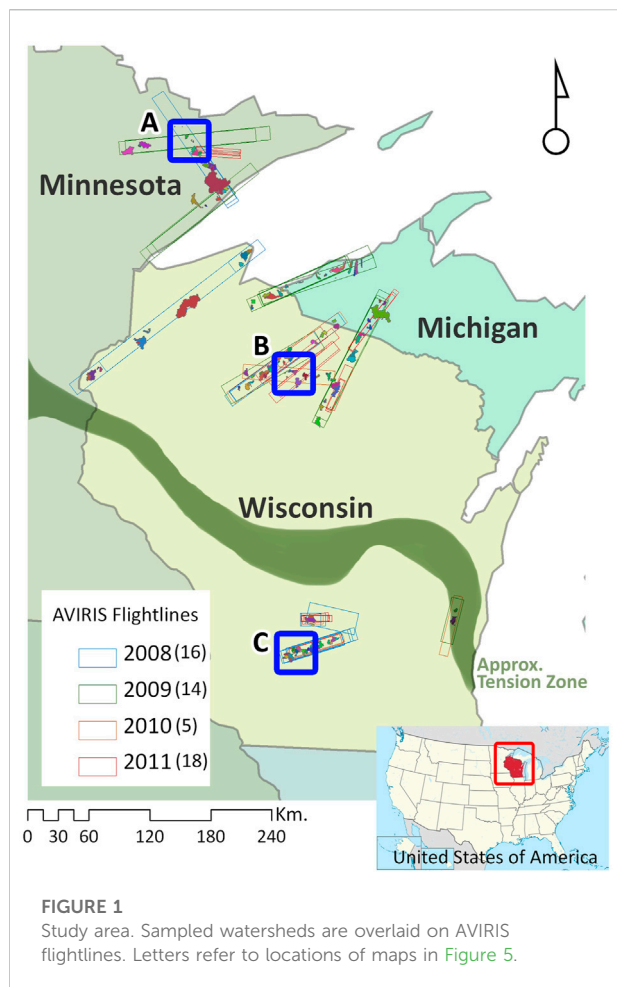 A
Minnesota
Michigan
B
Wisconsin
AVIRIS Flightlines
2008 (16)
2009 (14)
2010 (5)
2011 (18)
C
Approx.
Tension Zone
Km.
0 30 60 120 180 240
United States of America
FIGURE 1
Study area. Sampled watersheds are overlaid on AVIRIS
flightlines. Letters refer to locations of maps in Figure 5.